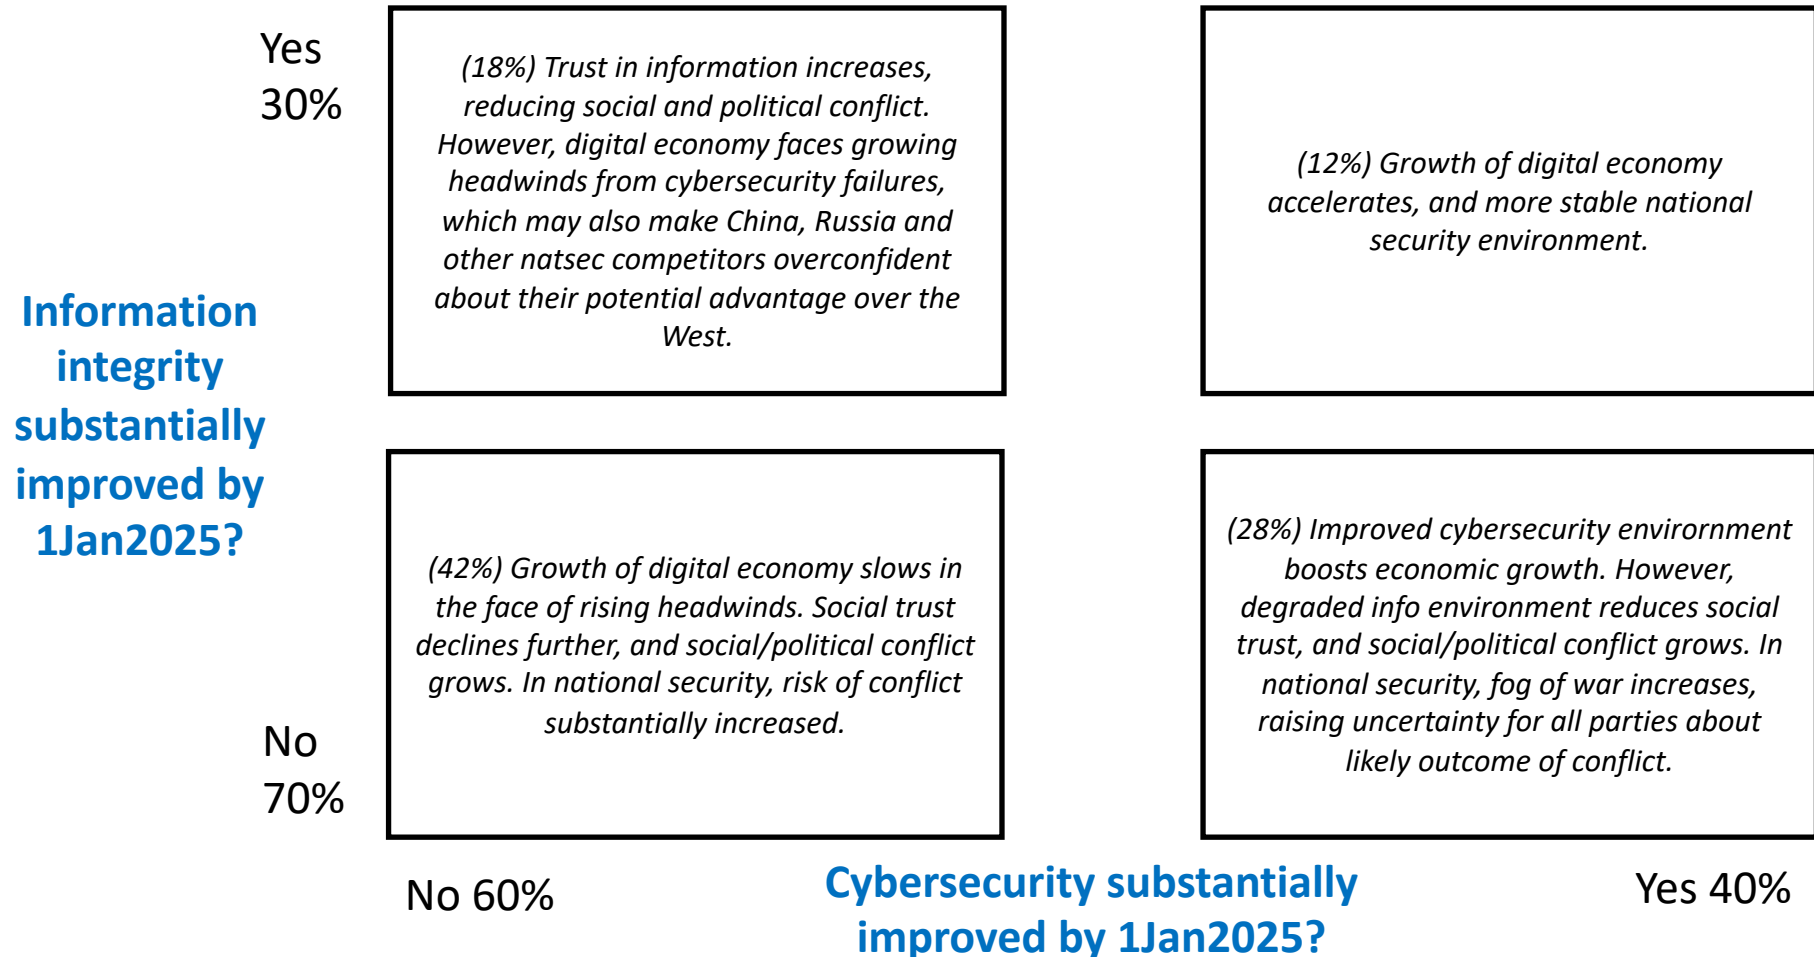 Yes
30%
(18%) Trust in information increases,
reducing social and political conflict.
However, digital economy faces growing
headwinds from cybersecurity failures,
which may also make China, Russia and
other natsec competitors overconfident
about their potential advantage over the
West.
(12%) Growth of digital economy
accelerates, and more stable national
security environment.
Information
integrity
substantially
improved by
1Jan2025?
(42%) Growth of digital economy slows in
the face of rising headwinds. Social trust
declines further, and social/political conflict
grows. In national security, risk of conflict
substantially increased.
(28%) Improved cybersecurity envirornment
boosts economic growth. However,
degraded info environment reduces social
trust, and social/political conflict grows. In
national security, fog of war increases,
raising uncertainty for all parties about
likely outcome of conflict.
No
70%
No 60%
Cybersecurity substantially
improved by 1Jan2025?
Yes 40%